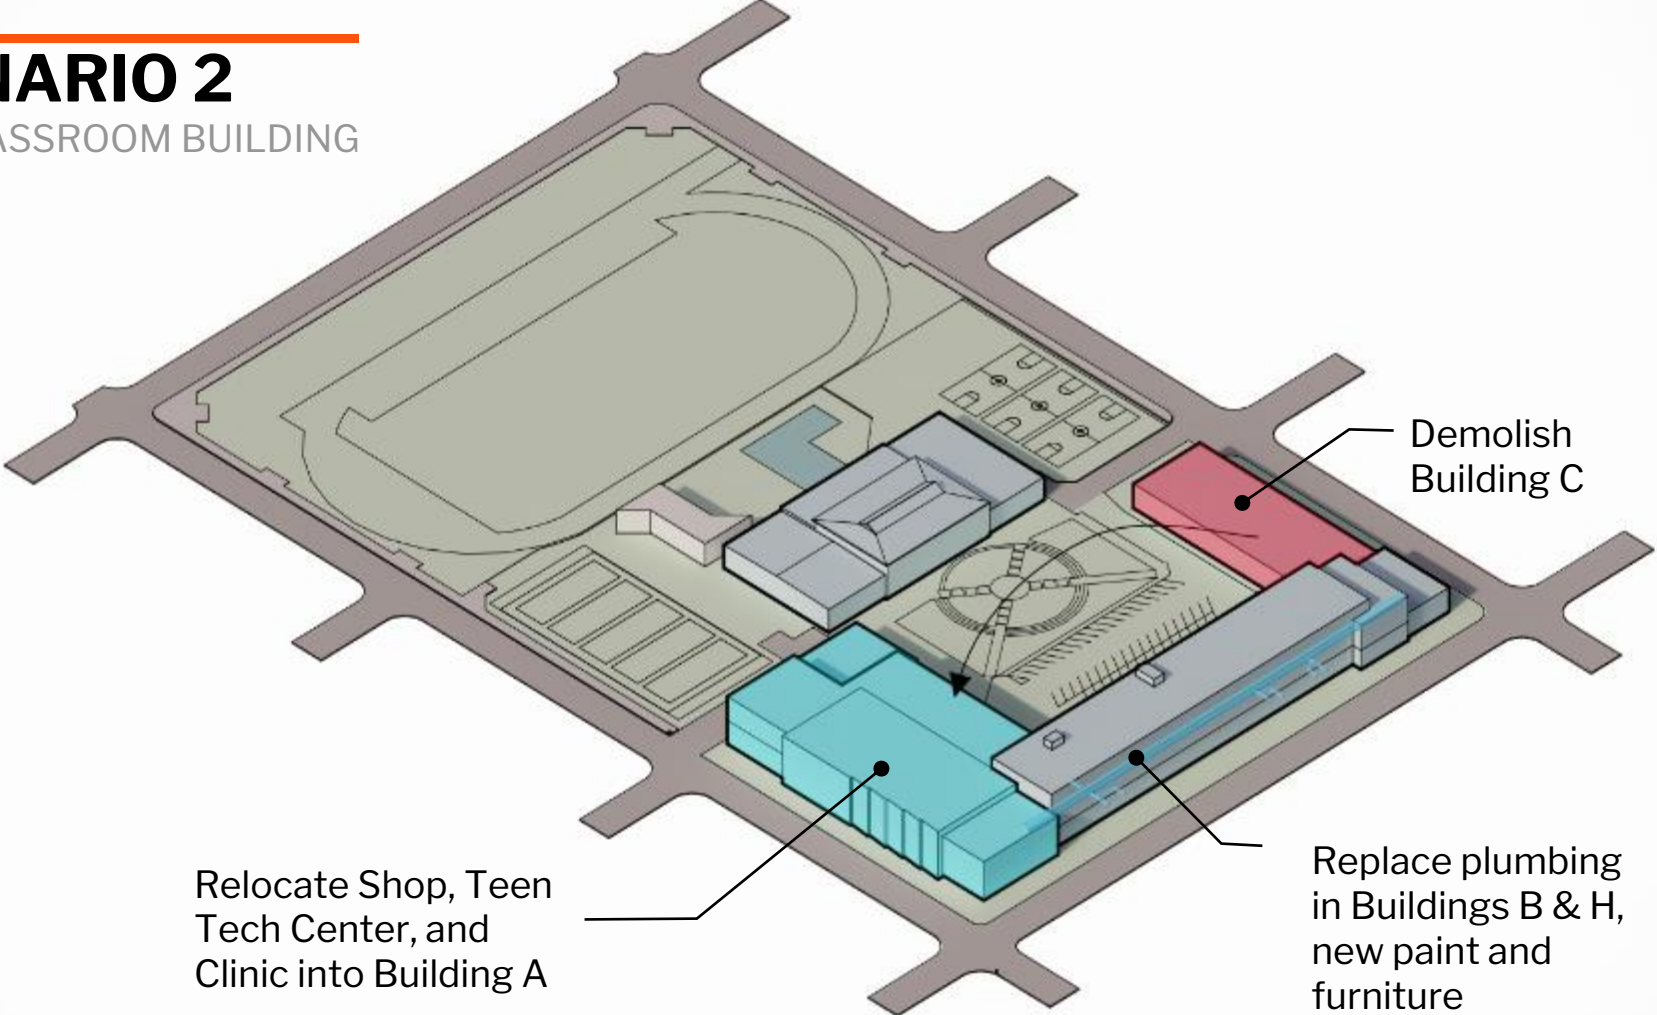 NARIO 2
ASSROOM BUILDING
Demolish
Building C
Relocate Shop, Teen
Tech Center, and
Clinic into Building A
Replace plumbing
in Buildings B & H,
new paint and
furniture